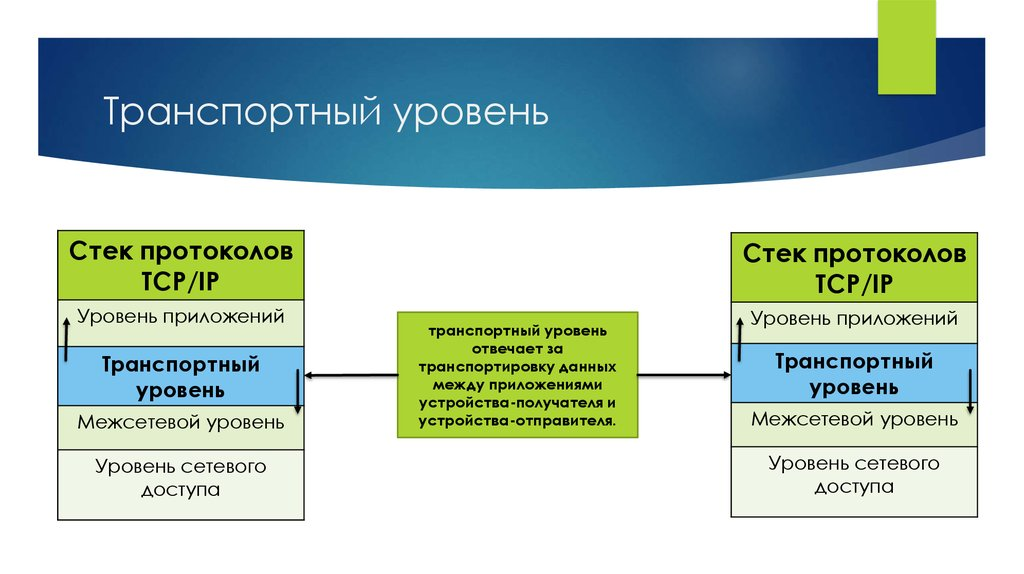 Транспортный уровень
Стек протоколов
TCP/IP
Уровень приложений
Транспортный
уровень
Межсетевой уровень
Уровень сетевого
доступа
транспортный уровень
отвечает за
транспортировку данных
между приложениями
устройства-получателя и
устройства-отправителя.
Стек протоколов
TCP/IP
Уровень приложений
Транспортный
уровень
Межсетевой уровень
Уровень сетевого
доступа